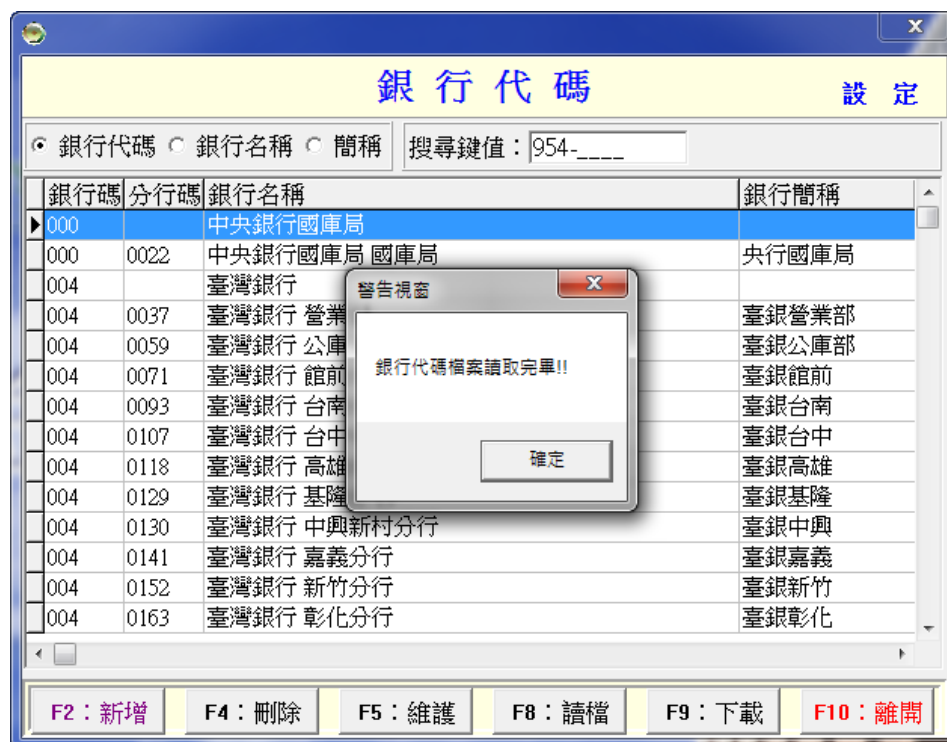 銀 行 代 碼
設 定
銀行代碼 銀行名稱 簡稱 搜尋鍵值：954-____
銀行碼 分行碼 銀行名稱 銀行簡稱
000 中央銀行國庫局
000 0022 中央銀行國庫局 國庫局 央行國庫局
004 臺灣銀行
004 0037 臺灣銀行 營業 臺銀營業部
004 0059 臺灣銀行 公庫 臺銀公庫部
004 0071 臺灣銀行 館前 臺銀館前
004 0093 臺灣銀行 台南 臺銀台南
004 0107 臺灣銀行 台中 臺銀台中
004 0118 臺灣銀行 高雄 臺銀高雄
004 0129 臺灣銀行 基隆 臺銀基隆
004 0130 臺灣銀行 中興新村分行 臺銀中興
004 0141 臺灣銀行 嘉義分行 臺銀嘉義
004 0152 臺灣銀行 新竹分行 臺銀新竹
004 0163 臺灣銀行 彰化分行 臺銀彰化
警告視窗
銀行代碼檔案讀取完畢!!
確定
F2：新增 F4：刪除 F5：維護 F8：讀檔 F9：下載 F10：離開